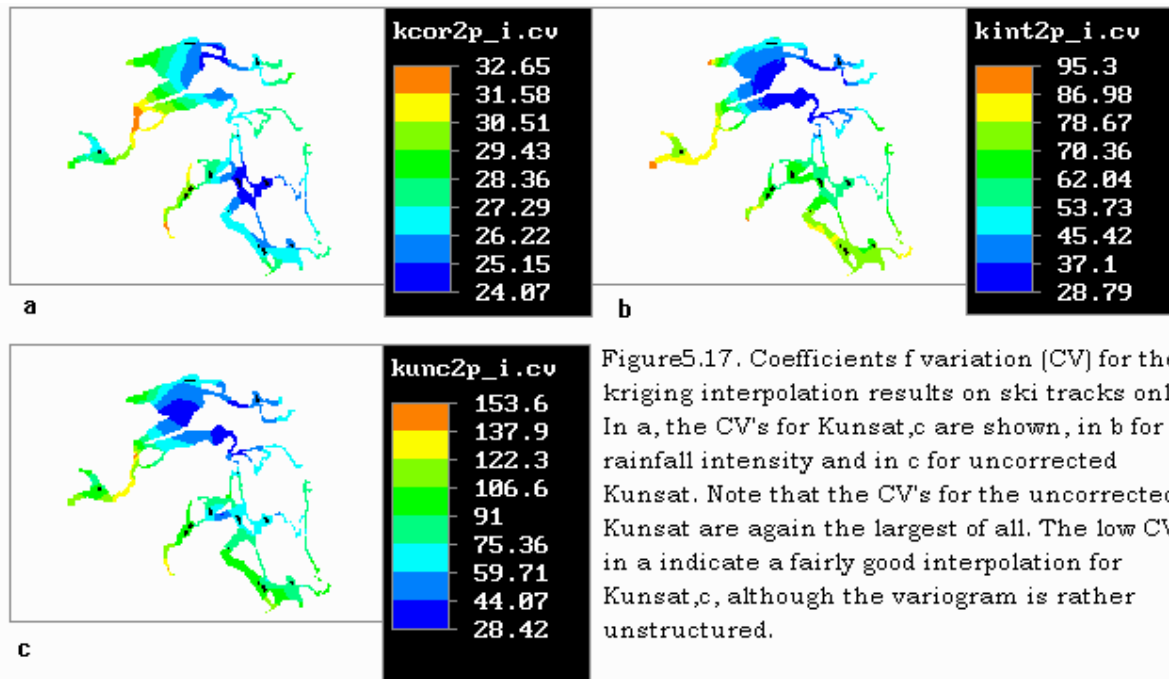 kcor2p_i.cv
32.65
31.58
30.51
29.43
28.36
27.29
26.22
25.15
24.07
a
kint2p_i.cv
95.3
86.98
78.67
70.36
62.04
53.73
45.42
37.1
28.79
b
kunc2p_i.cv
153.6
137.9
122.3
106.6
91
75.36
59.71
44.07
28.42
c
Figure5.17. Coefficients f variation (CV) for the
kriging interpolation results on ski tracks onl
In a, the CV's for Kunsat,c are shown, in b for
rainfall intensity and in c for uncorrected
Kunsat. Note that the CV's for the uncorrected
Kunsat are again the largest of all. The low CV
in a indicate a fairly good interpolation for
Kunsat,c, although the variogram is rather
unstructured.